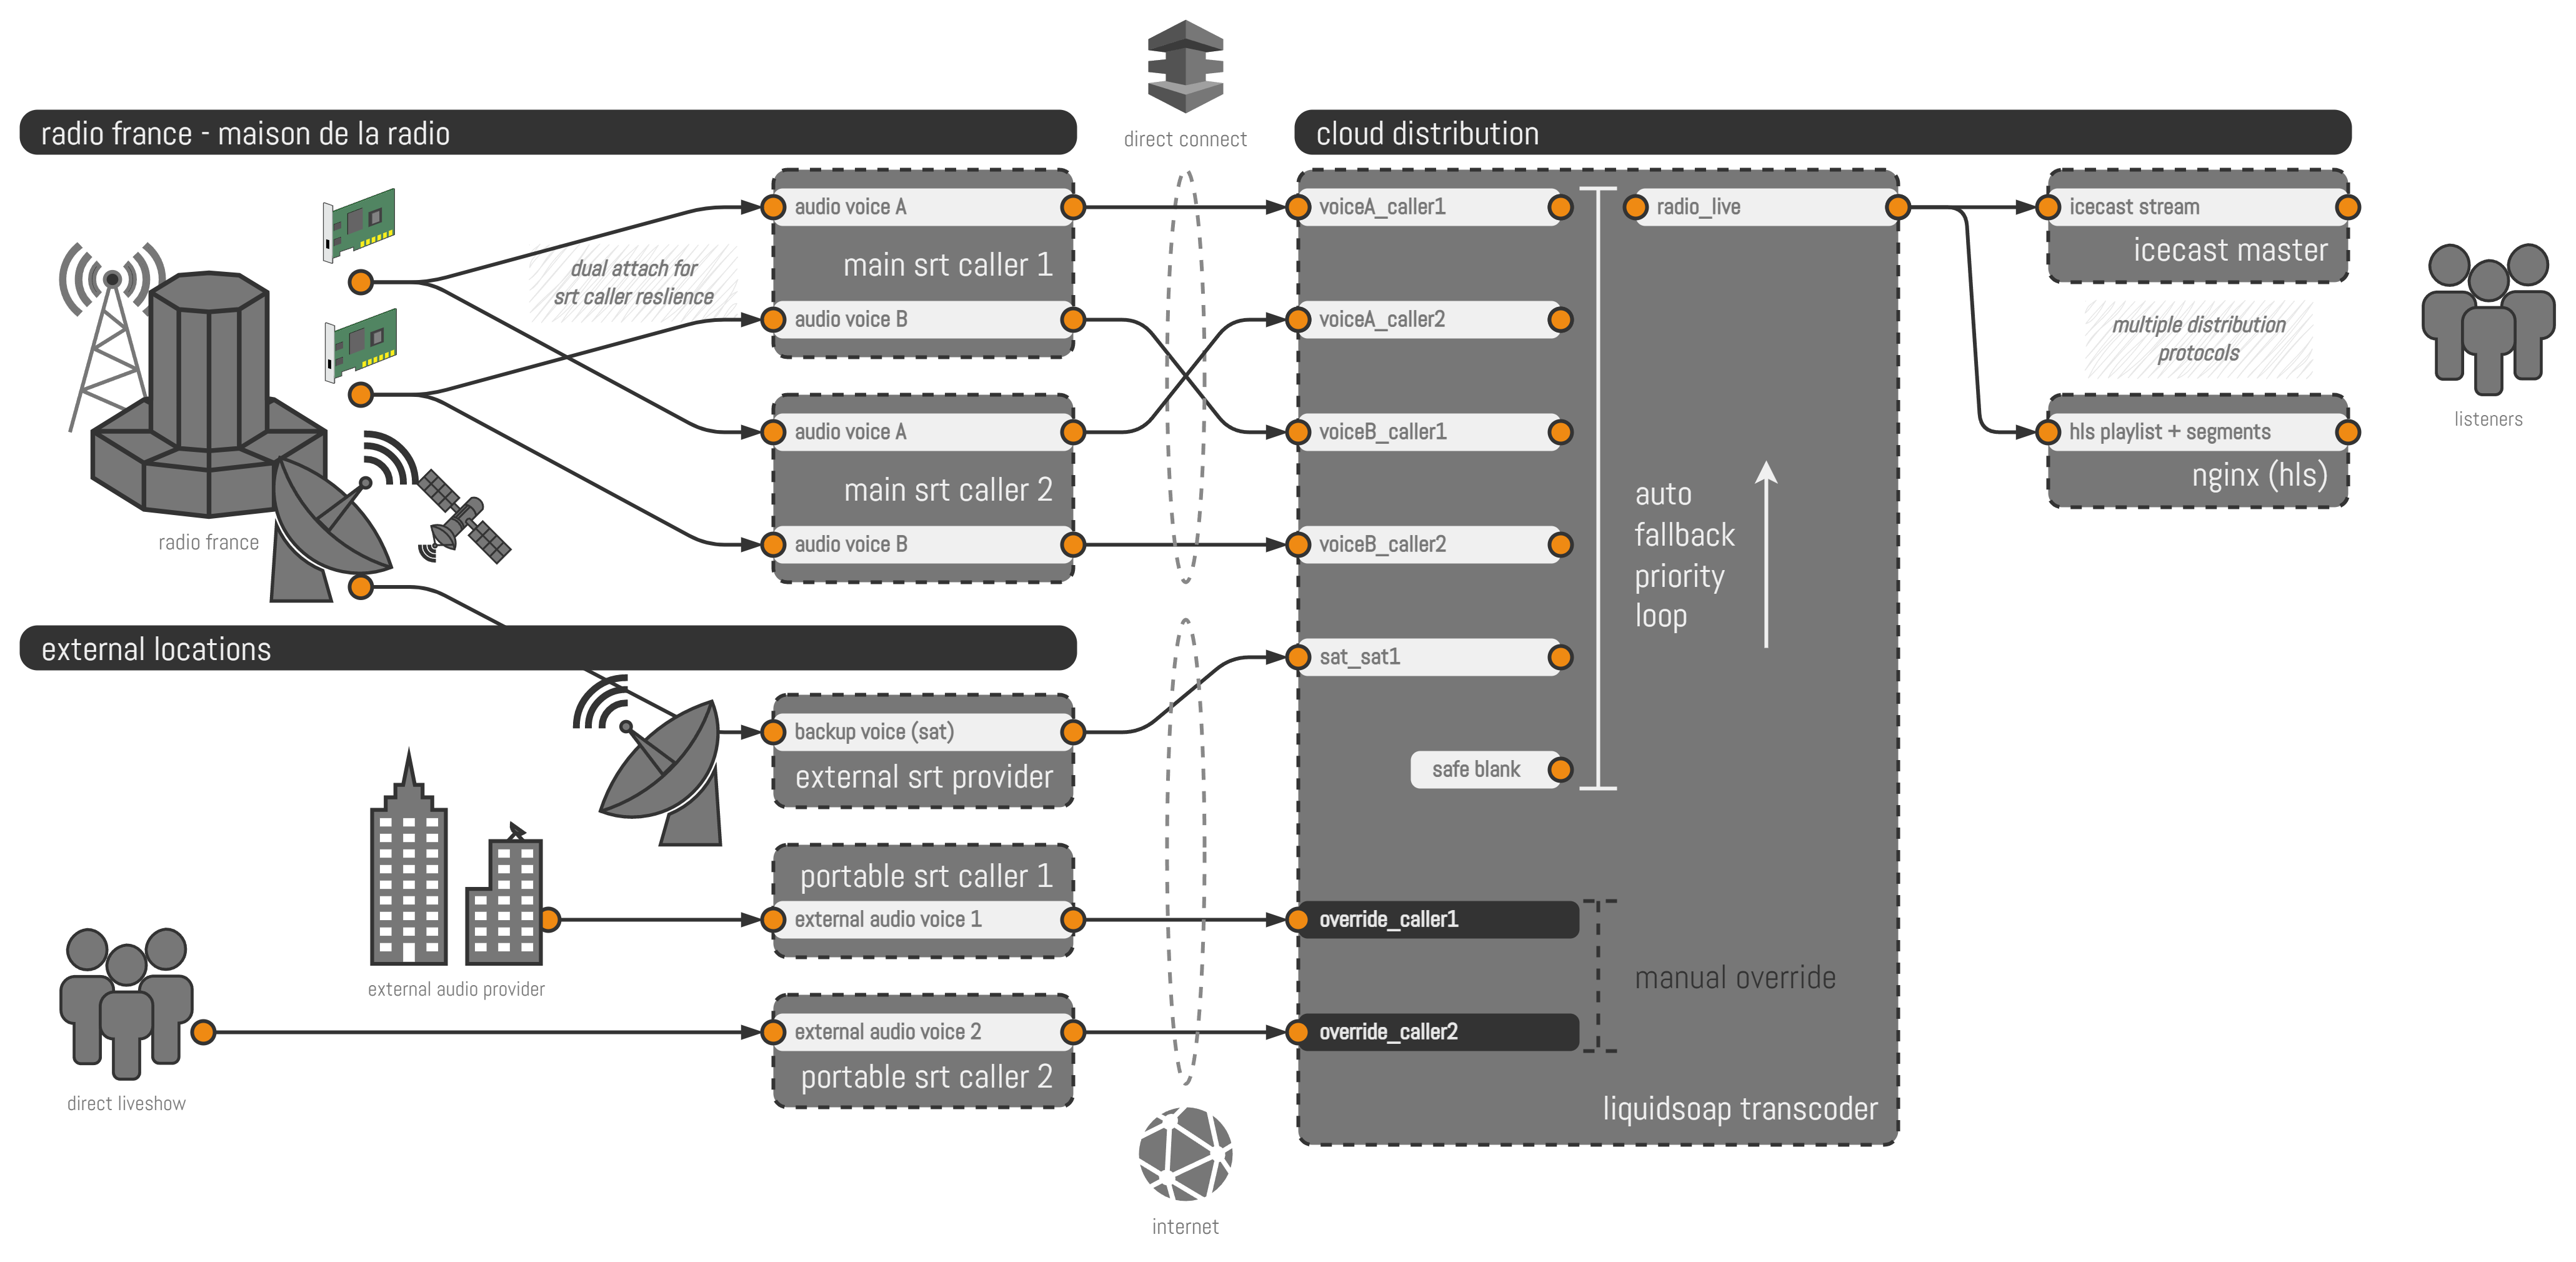 direct connect
radio france - maison de la radio
cloud distribution
audio voice A
main srt caller 1
audio voice B
dual attach for
srt caller reslience
audio voice A
main srt caller 2
audio voice B
radio france
external locations
backup voice (sat)
external srt provider
portable srt caller 1
external audio voice 1
external audio provider
external audio voice 2
portable srt caller 2
direct liveshow
internet
voiceA_caller1
voiceA_caller2
voiceB_caller1
voiceB_caller2
sat_sat1
safe blank
radio_live
auto
fallback
priority
loop
override_caller1
manual override
override_caller2
liquidsoap transcoder
icecast stream
icecast master
multiple distribution
protocols
hls playlist + segments
nginx (hls)
listeners